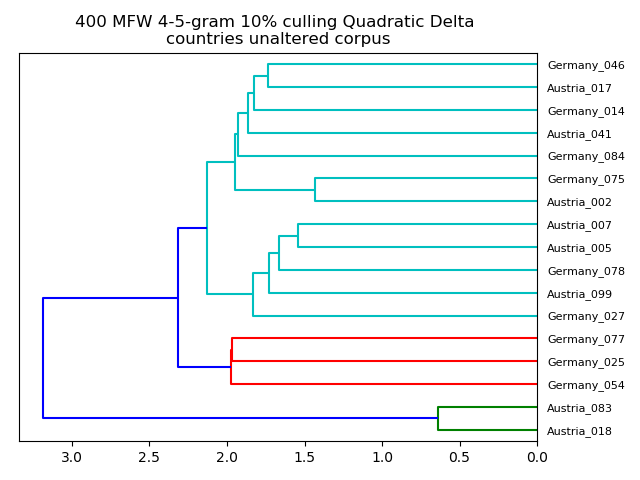 400 MFW 4-5-gram 10% culling Quadratic Delta
countries unaltered corpus
Germany_046
Austria_017
Germany_014
Austria_041
Germany_084
Germany_075
Austria_002
Austria_007
Austria_005
Germany_078
Austria_099
Germany_027
Germany_077
Germany_025
Germany_054
Austria_083
Austria_018
3.0 2.5 2.0 1.5 1.0 0.5 0.0